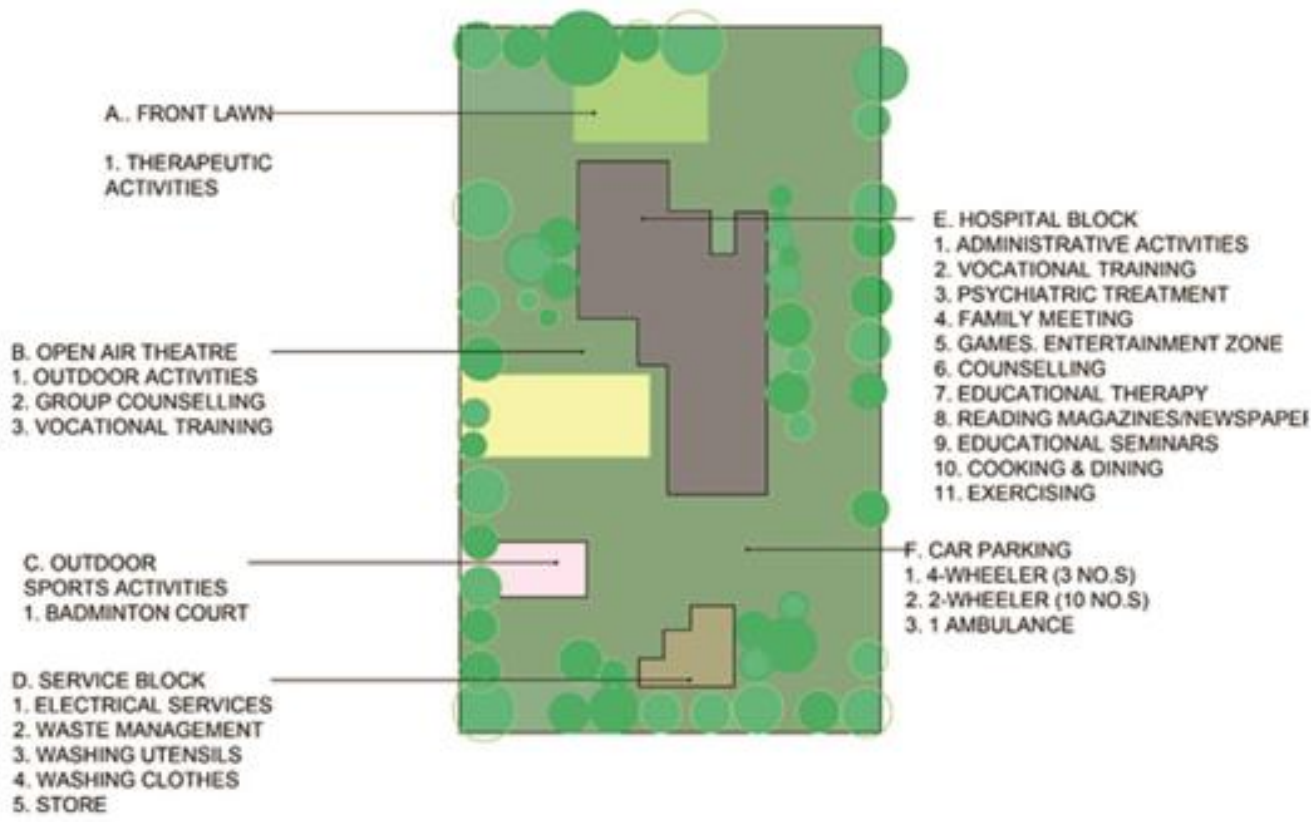 A.. FRONT LAWN
1. THERAPEUTIC
ACTIVITIES
B. OPEN AIR THEATRE
1. OUTDOOR ACTIVITIES
2. GROUP COUNSELLING
3. VOCATIONAL TRAINING
C. OUTDOOR
SPORTS ACTIVITIES
1. BADMINTON COURT
D. SERVICE BLOCK
1. ELECTRICAL SERVICES
2. WASTE MANAGEMENT
3. WASHING UTENSILS
4. WASHING CLOTHES
5. STORE
E. HOSPITAL BLOCK
1. ADMINISTRATIVE ACTIVITIES
2. VOCATIONAL TRAINING
3. PSYCHIATRIC TREATMENT
4. FAMILY MEETING
5. GAMES. ENTERTAINMENT ZONE
6. COUNSELLING
7. EDUCATIONAL THERAPY
8. READING MAGAZINES/NEWSPAPER
9. EDUCATIONAL SEMINARS
10. COOKING & DINING
11. EXERCISING
F. CAR PARKING
1. 4-WHEELER (3 NO.S)
2. 2-WHEELER (10 NO.S)
3. 1 AMBULANCE